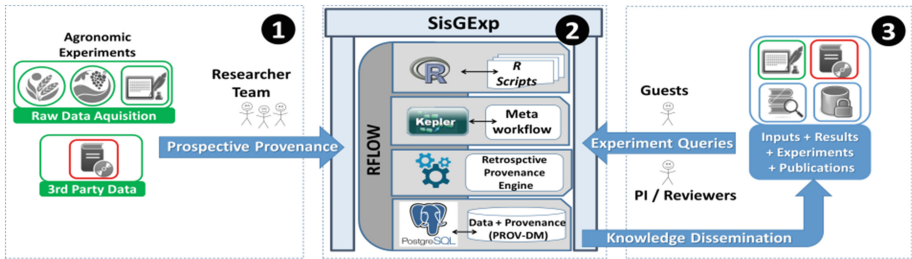 1
Agronomic
Experiments
Raw Data Aquisition
3rd Party Data
Researcher
Team
Prospective Provenance
SisGExp
2
RFLOW
R
R
Scripts
Kepler
Meta
workflow
Retrospctive
Provenance
Engine
PostgreSQL
Data + Provenance
(PROV-DM)
3
Guests
Experiment Queries
PI / Reviewers
Inputs + Results
+ Experiments
+ Publications
Knowledge Dissemination